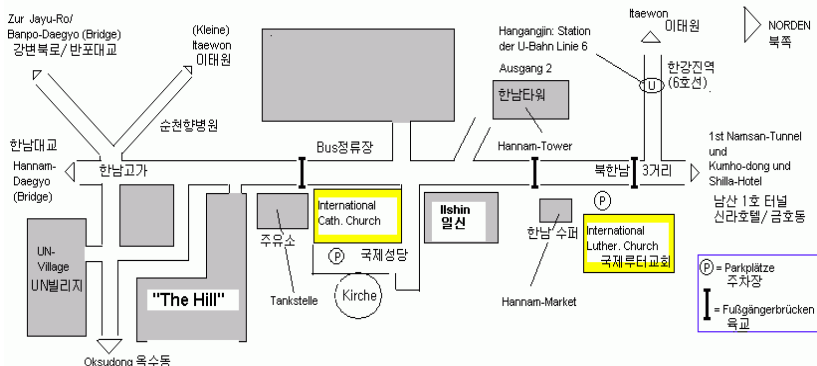 Zur Jayu-Ro/
Banpo-Daegyo (Bridge)
강변북로/ 반포대교
(Kleine)
Itaewon
이태원
순천향병원
Hangangjin: Station
der U-Bahn Linie 6
Ausgang 2
한남타워
Hannam-Tower
Itaewon
이태원
NORDEN
북쪽
U
한강진역
(6호선)
한남대교
Hannam-
Daegyo
(Bridge)
한남고가
Bus정류장
북한남 3거리
1st Namsan-Tunnel
und
Kumho-dong und
Shilla-Hotel
남산 1호 터널
신라호텔/ 금호동
UN-
Village
UN빌리지
"The Hill"
주유소
Tankstelle
International
Cath. Church
P 국제성당
Kirche
Ilshin
일신
한남 수퍼
Hannam-Market
P
International
Luther. Church
국제루터교회
P = Parkplätze
주차장
= Fußgängerbrücken
육교
Oksudong 옥수동